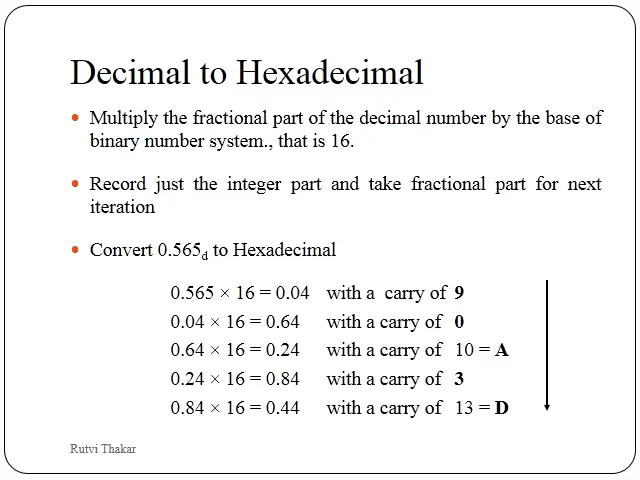 Decimal to Hexadecimal
• Multiply the fractional part of the decimal number by the base of
binary number system., that is 16.
• Record just the integer part and take fractional part for next
iteration
• Convert 0.565d to Hexadecimal
0.565 × 16 = 0.04 with a carry of 9
0.04 × 16 = 0.64 with a carry of 0
0.64 × 16 = 0.24 with a carry of 10 = A
0.24 × 16 = 0.84 with a carry of 3
0.84 × 16 = 0.44 with a carry of 13 = D
Rutvi Thakar